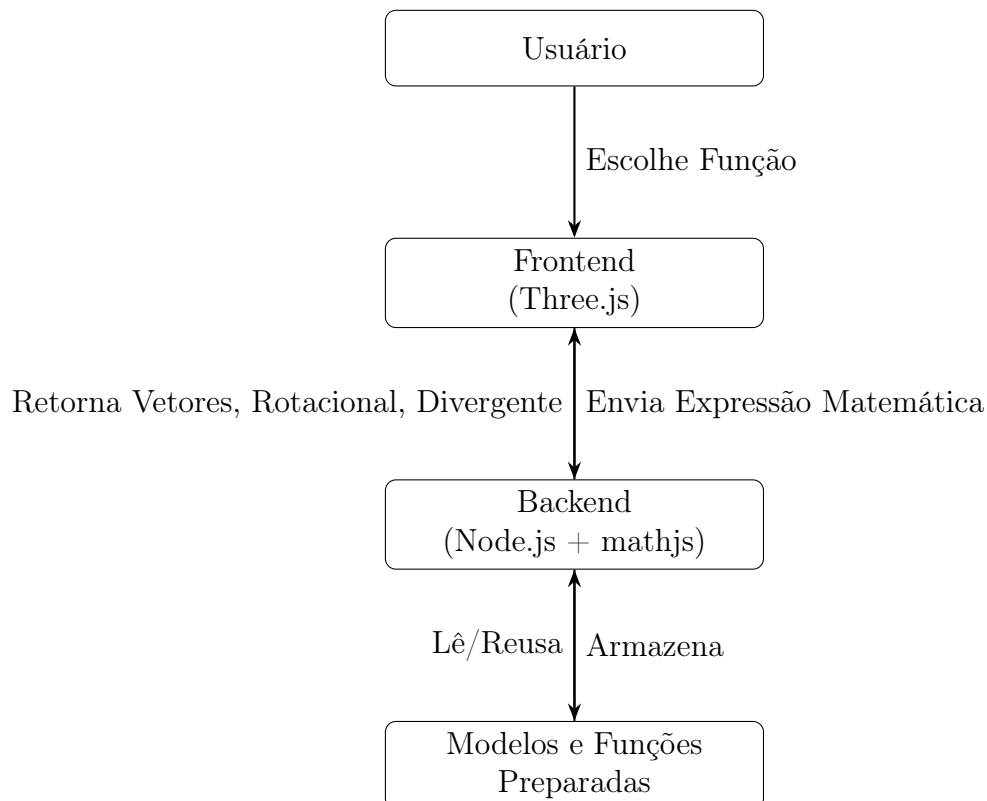 Usuário
Escolhe Função
Frontend
(Three.js)
Retorna Vetores, Rotacional, Divergente
Envia Expressão Matemática
Backend
(Node.js + mathjs)
Lê/Reusa
Armazena
Modelos e Funções
Preparadas